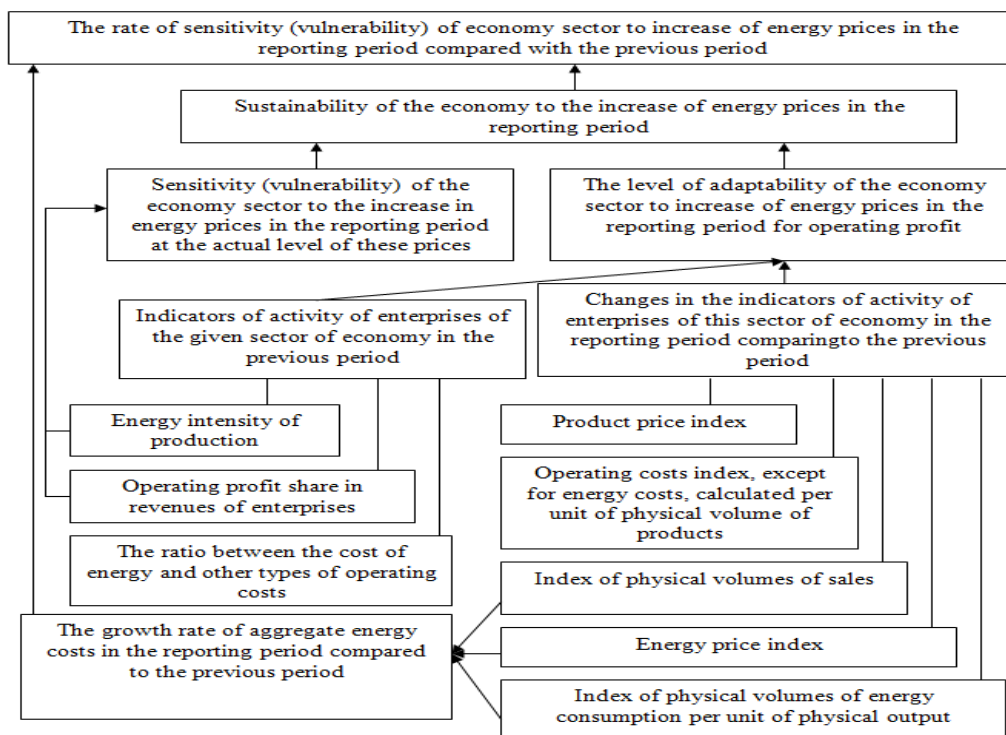 The rate of sensitivity (vulnerability) of economy sector to increase of energy prices in the
reporting period compared with the previous period
Sustainability of the economy to the increase of energy prices in the
reporting period
Sensitivity (vulnerability) of the
economy sector to the increase in
energy prices in the reporting period
at the actual level of these prices
The level of adaptability of the economy
sector to increase of energy prices in the
reporting period for operating profit
Indicators of activity of enterprises of
the given sector of economy in the
previous period
Changes in the indicators of activity of
enterprises of this sector of economy in the
reporting period comparingto the previous
period
Energy intensity of
production
Product price index
Operating profit share in
revenues of enterprises
Operating costs index, except
for energy costs, calculated per
unit of physical volume of
products
The ratio between the cost of
energy and other types of operating
costs
Index of physical volumes of sales
The growth rate of aggregate energy
costs in the reporting period compared
to the previous period
Energy price index
Index of physical volumes of energy
consumption per unit of physical output